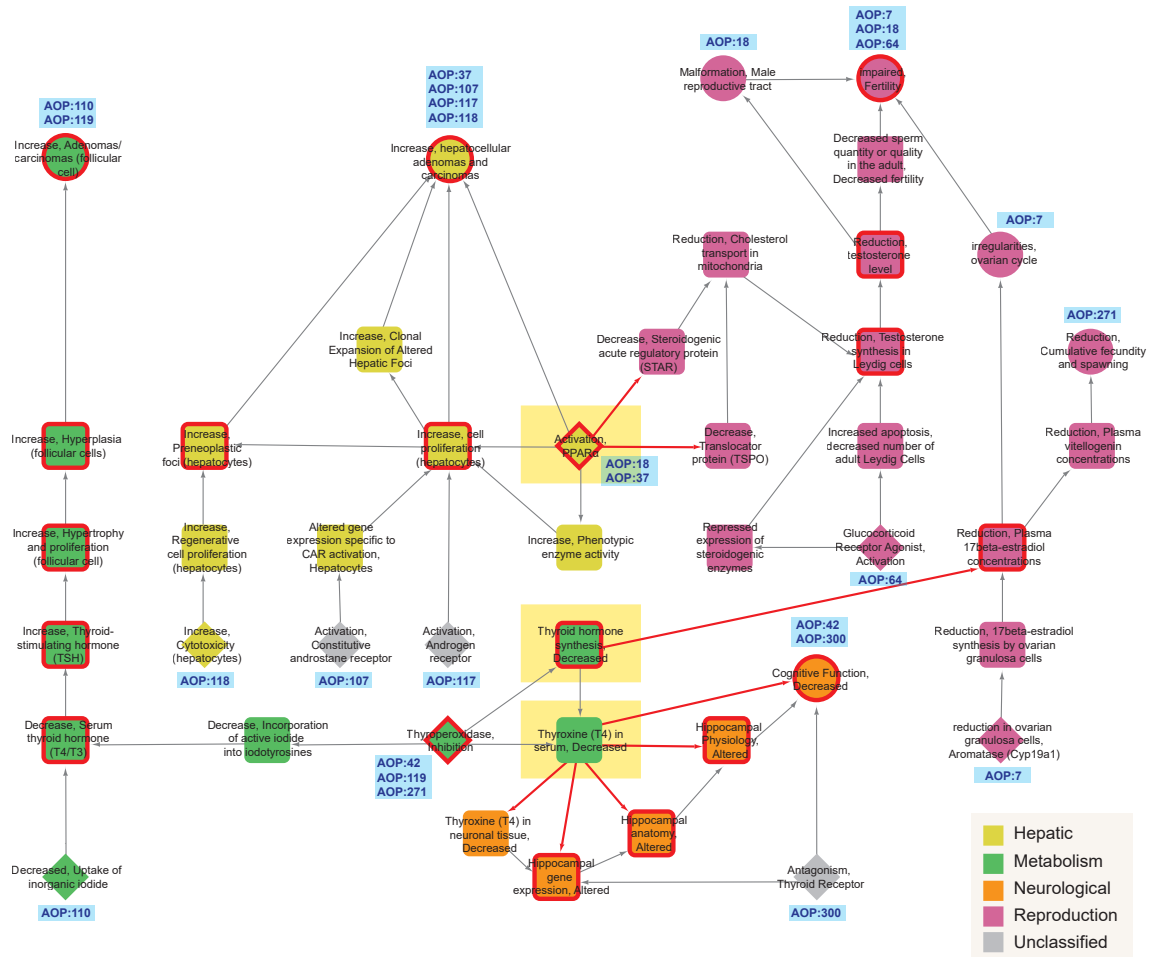 AOP:7
AOP:18
AOP:64
AOP:18
Malformation, Male
reproductive tract
impaired,
Fertility
AOP:37
AOP:107
AOP:117
AOP:118
AOP:110
AOP:119
Increase, Adenomas/
carcinomas (follicular
cell)
Increase, hepatocellular
adenomas and
carcinomas
Decreased sperm
quantity or quality
in the adult,
Decreased fertility
AOP:7
irregularities,
ovarian cycle
Reduction, Cholesterol
transport in
mitochondria
Reduction,
testosterone
level
AOP:271
Reduction,
Cumulative fecundity
and spawning
Increase, Clonal
Expansion of Altered
Hepatic Foci
Decrease, Steroidogenic
acute regulatory protein
(STAR)
Reduction, Testosterone
synthesis in
Leydig cells
Increase, Hyperplasia
(follicular cells)
Increase,
Preneoplastic
foci (hepatocytes)
Increase, cell
proliferation
(hepatocytes)
Activation,
PPARα
AOP:18
AOP:37
Decrease,
Translocator
protein (TSPO)
Increased apoptosis,
decreased number of
adult Leydig Cells
Reduction, Plasma
vitellogenin
concentrations
Increase, Hypertrophy
and proliferation
(follicular cell)
Increase,
Regenerative
cell proliferation
(hepatocytes)
Altered gene
expression specific to
CAR activation,
Hepatocytes
Increase, Phenotypic
enzyme activity
Repressed
expression of
steroidogenic
enzymes
Glucocorticoid
Receptor Agonist,
Activation
AOP:64
Reduction, Plasma
17beta-estradiol
concentrations
Increase, Thyroid-
stimulating hormone
(TSH)
Increase,
Cytotoxicity
(hepatocytes)
AOP:118
Activation,
Constitutive
androstane receptor
AOP:107
Activation,
Androgen
receptor
AOP:117
Thyroid hormone
synthesis,
Decreased
AOP:42
AOP:300
Cognitive Function,
Decreased
Reduction, 17beta-estradiol
synthesis by ovarian
granulosa cells
Decrease, Serum
thyroid hormone
(T4/T3)
Decrease, Incorporation
of active iodide
into iodotyrosines
Thyroperoxidase,
Inhibition
AOP:42
AOP:119
AOP:271
Thyroxine (T4) in
serum, Decreased
Hippocampal
Physiology,
Altered
reduction in ovarian
granulosa cells,
Aromatase (Cyp19a1)
AOP:7
Thyroxine (T4) in
neuronal tissue,
Decreased
Hippocampal
anatomy,
Altered
Decreased, Uptake of
inorganic iodide
AOP:110
Hippocampal
gene
expression, Altered
Antagonism,
Thyroid Receptor
AOP:300
Hepatic
Metabolism
Neurological
Reproduction
Unclassified